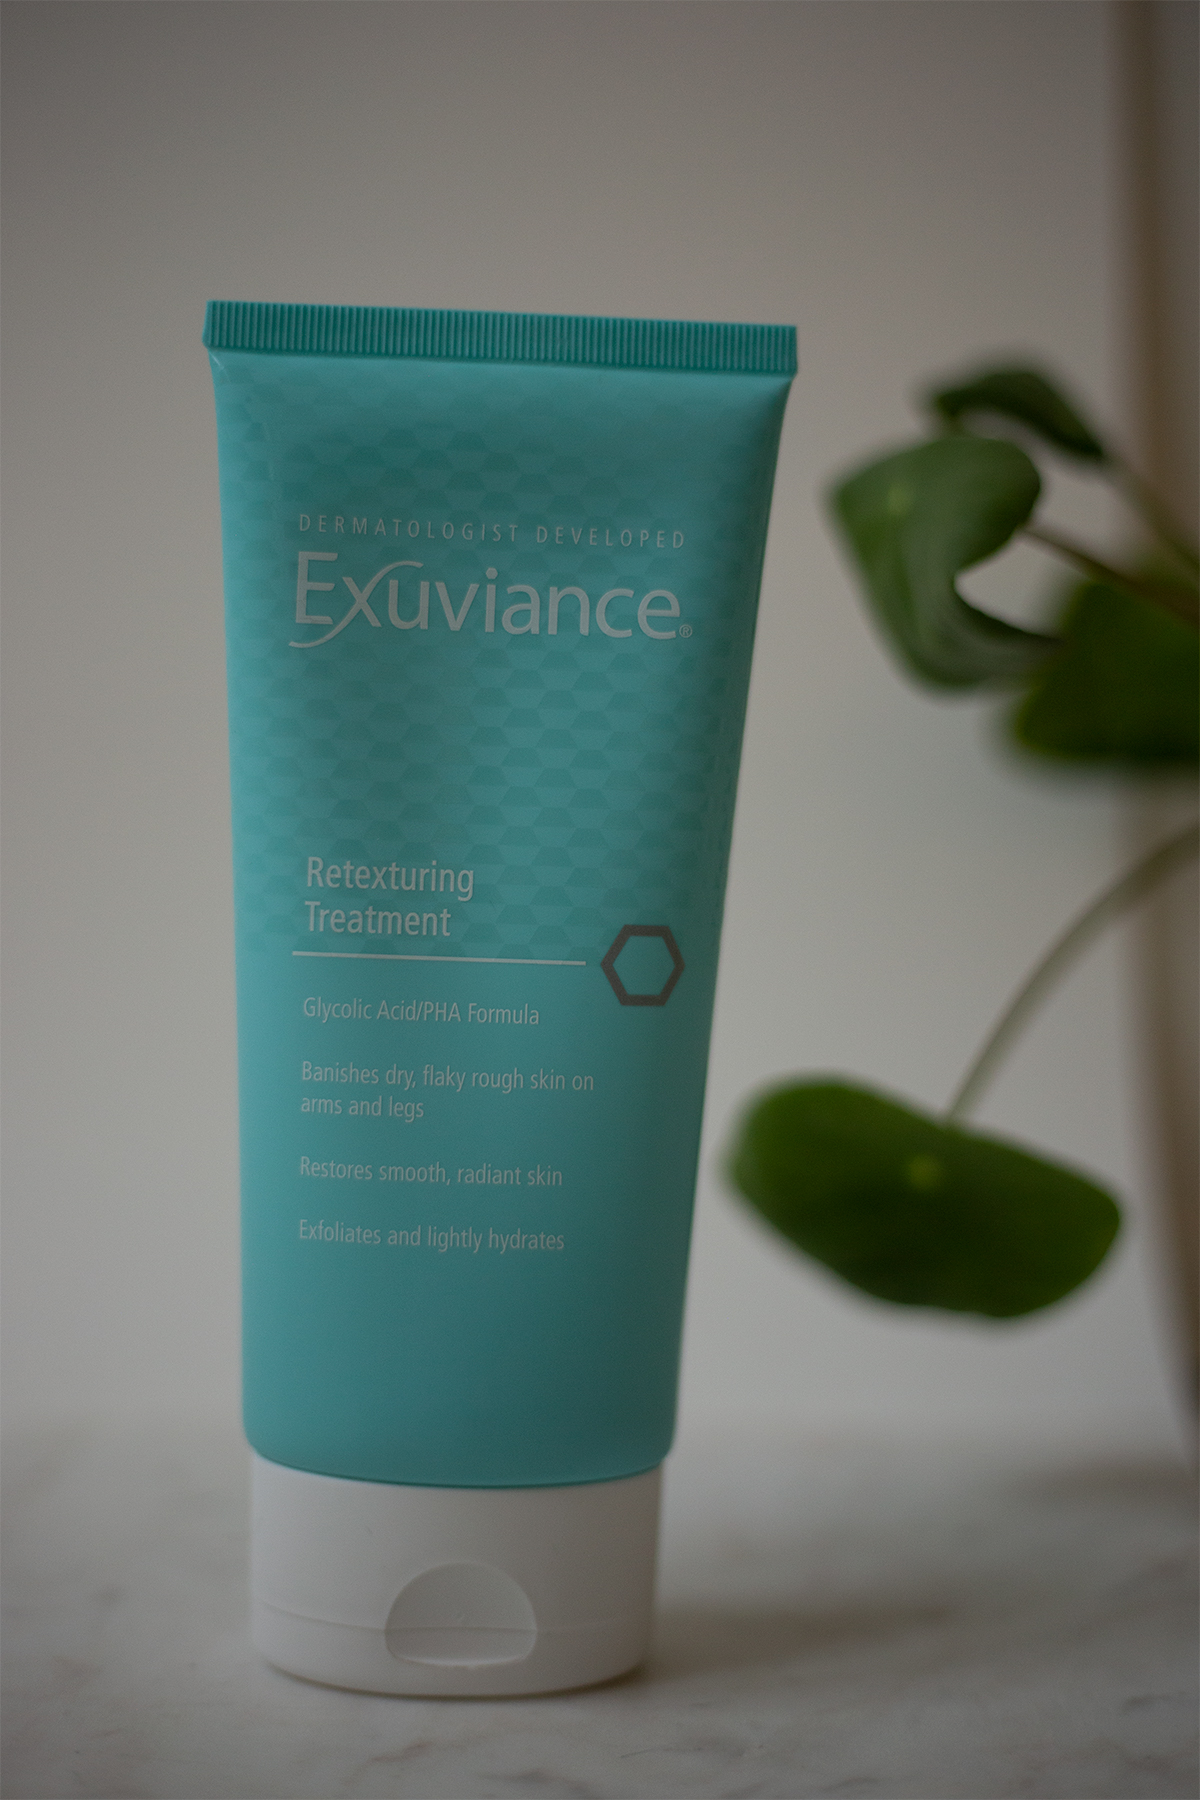 DERMATOLOGIST DEVELOPED
Exuviance®
Retexturing
Treatment
Glycolic Acid/PHA Formula
Banishes dry, flaky rough skin on
arms and legs
Restores smooth, radiant skin
Exfoliates and lightly hydrates